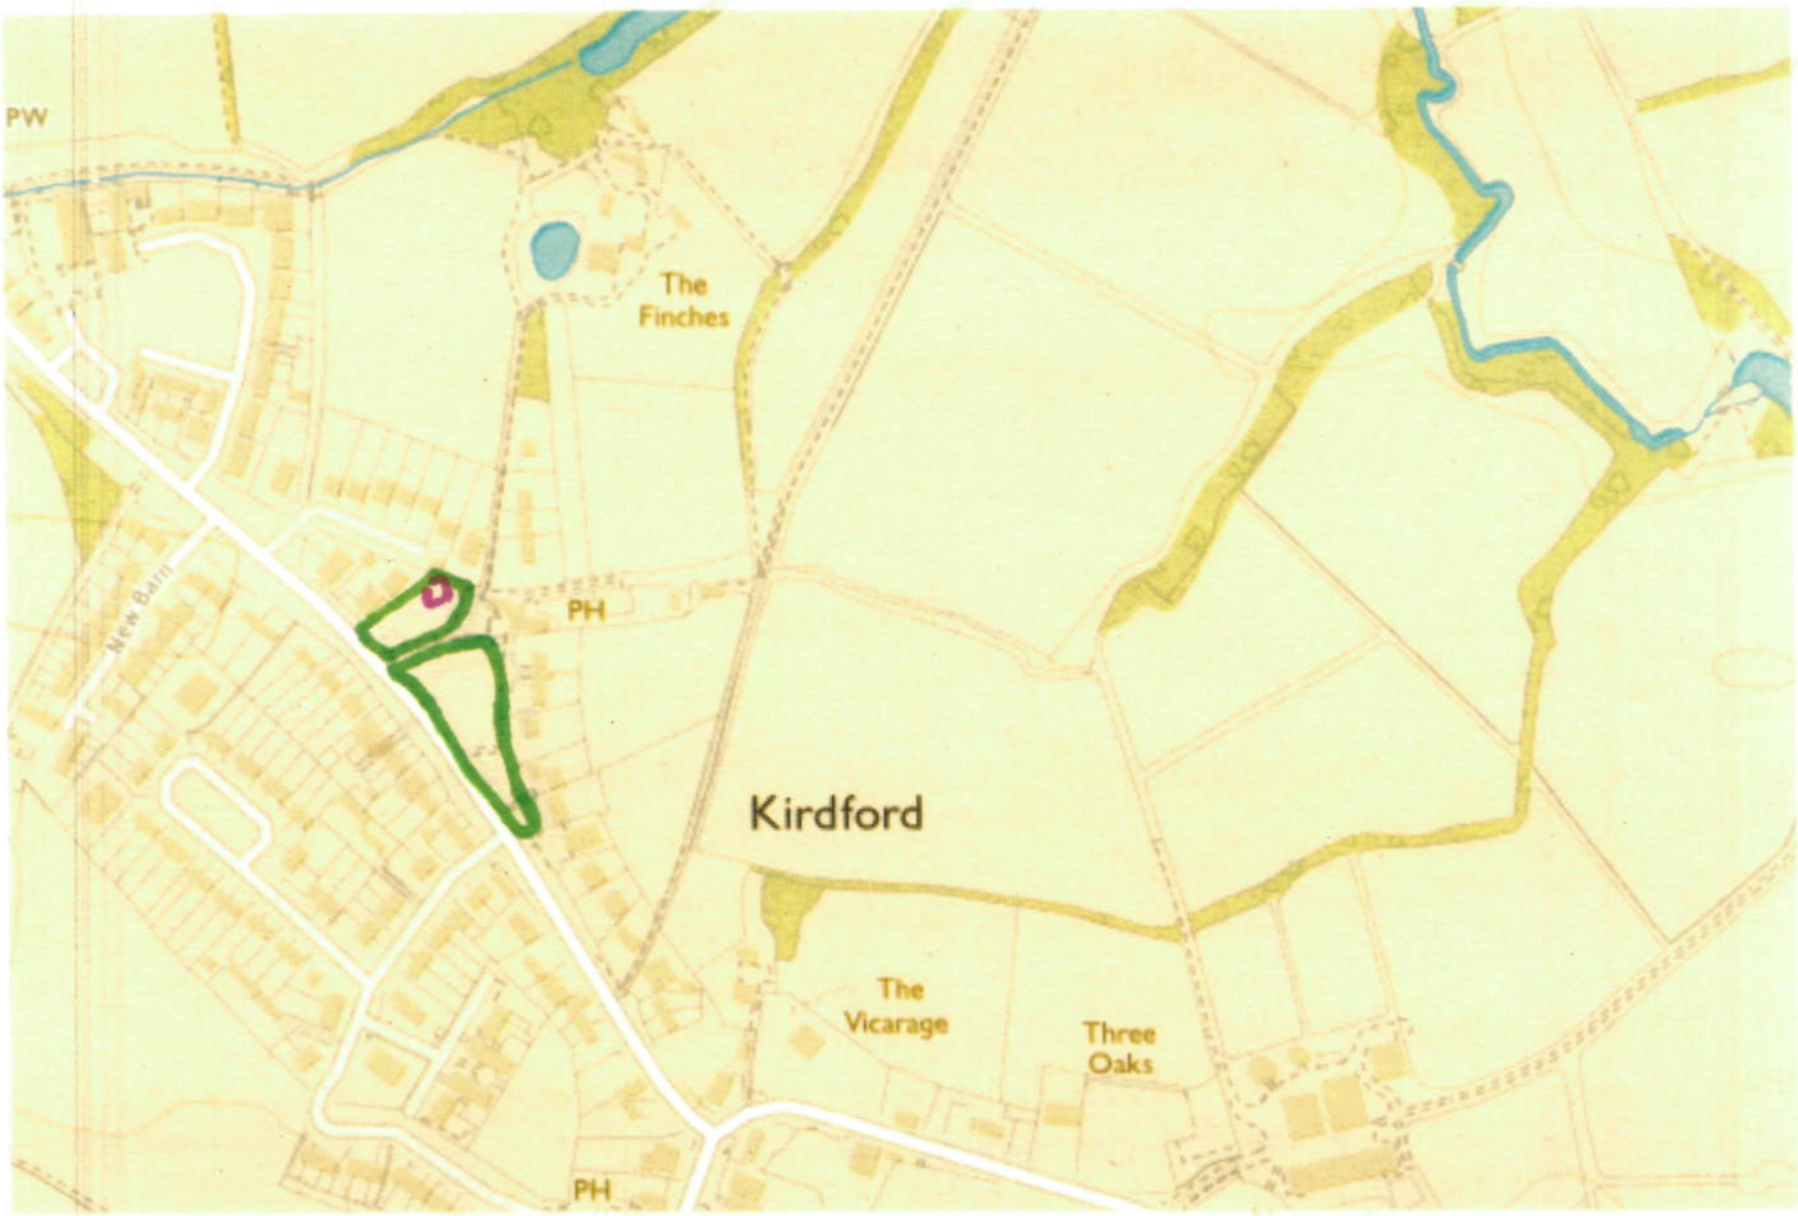 PW
The
Finches
New Barn
PH
Kirdford
The
Vicarage
Three
Oaks
PH